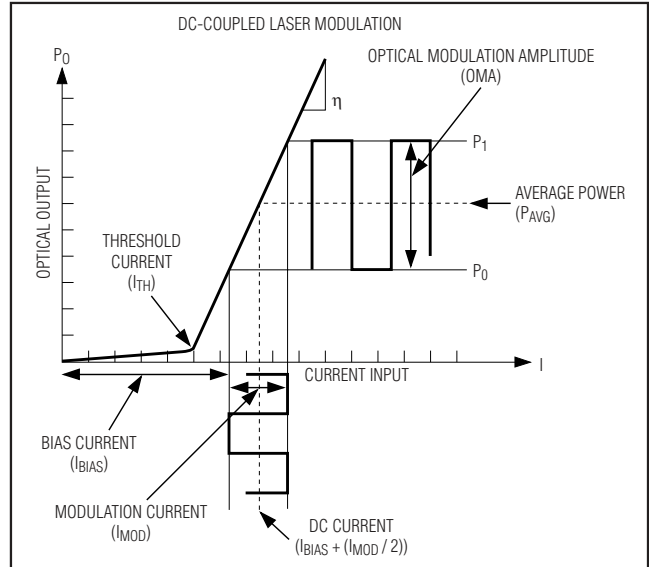 DC-COUPLED LASER MODULATION
PO
OPTICAL MODULATION AMPLITUDE
(OMA)
η
P1
OPTICAL OUTPUT
AVERAGE POWER
(PAVG)
THRESHOLD
CURRENT
(ITH)
P0
I
CURRENT INPUT
BIAS CURRENT
(IBIAS)
MODULATION CURRENT
(IMOD)
DC CURRENT
(IBIAS + (IMOD / 2))